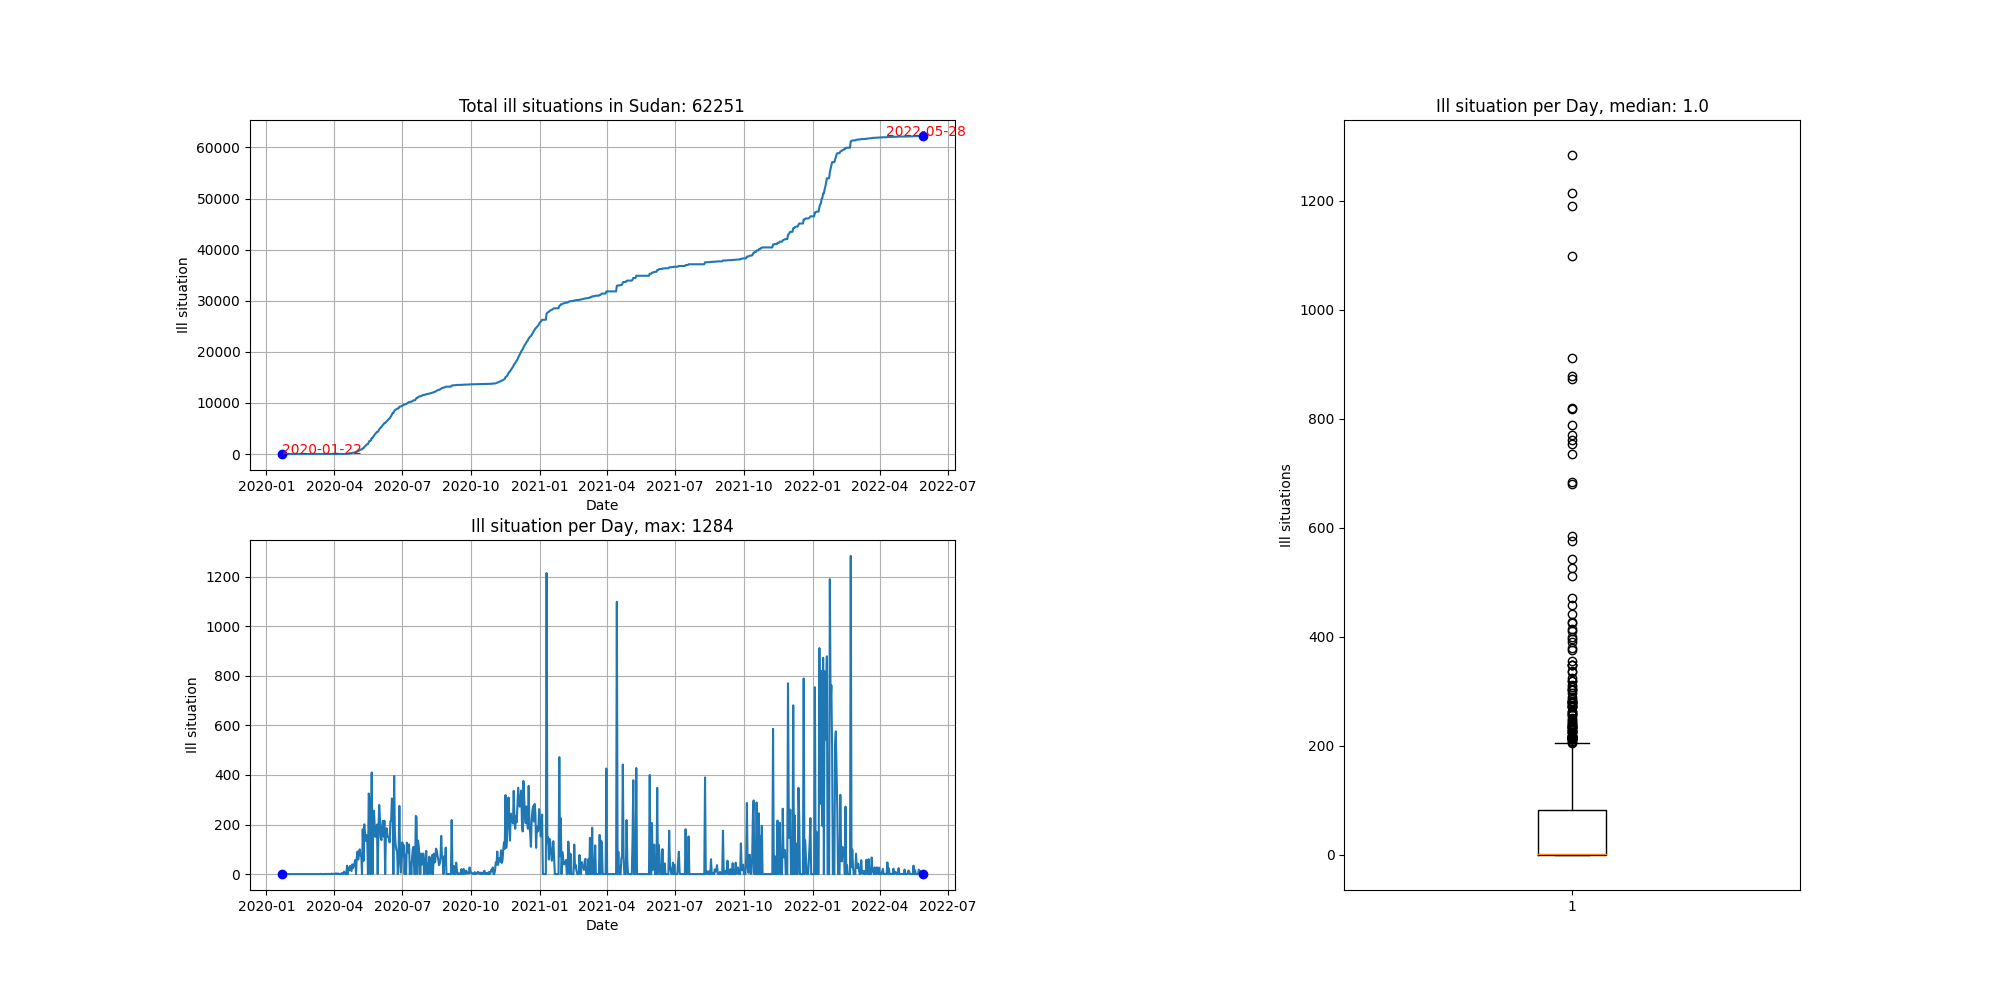 Total ill situations in Sudan: 62251
Ill situation
60000
50000
40000
30000
20000
10000
0
2020-01-22
2022-05-28
2020-01 2020-04 2020-07 2020-10 2021-01 2021-04 2021-07 2021-10 2022-01 2022-04 2022-07
Date
Ill situation per Day, max: 1284
Ill situation
1200
1000
800
600
400
200
0
2020-01 2020-04 2020-07 2020-10 2021-01 2021-04 2021-07 2021-10 2022-01 2022-04 2022-07
Date
Ill situation per Day, median: 1.0
Ill situations
1200
1000
800
600
400
200
0
1